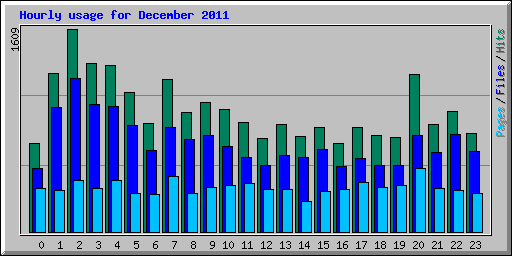 Hourly usage for December 2011
1609
Pages/Files/Hits
0 1 2 3 4 5 6 7 8 9 10 11 12 13 14 15 16 17 18 19 20 21 22 23